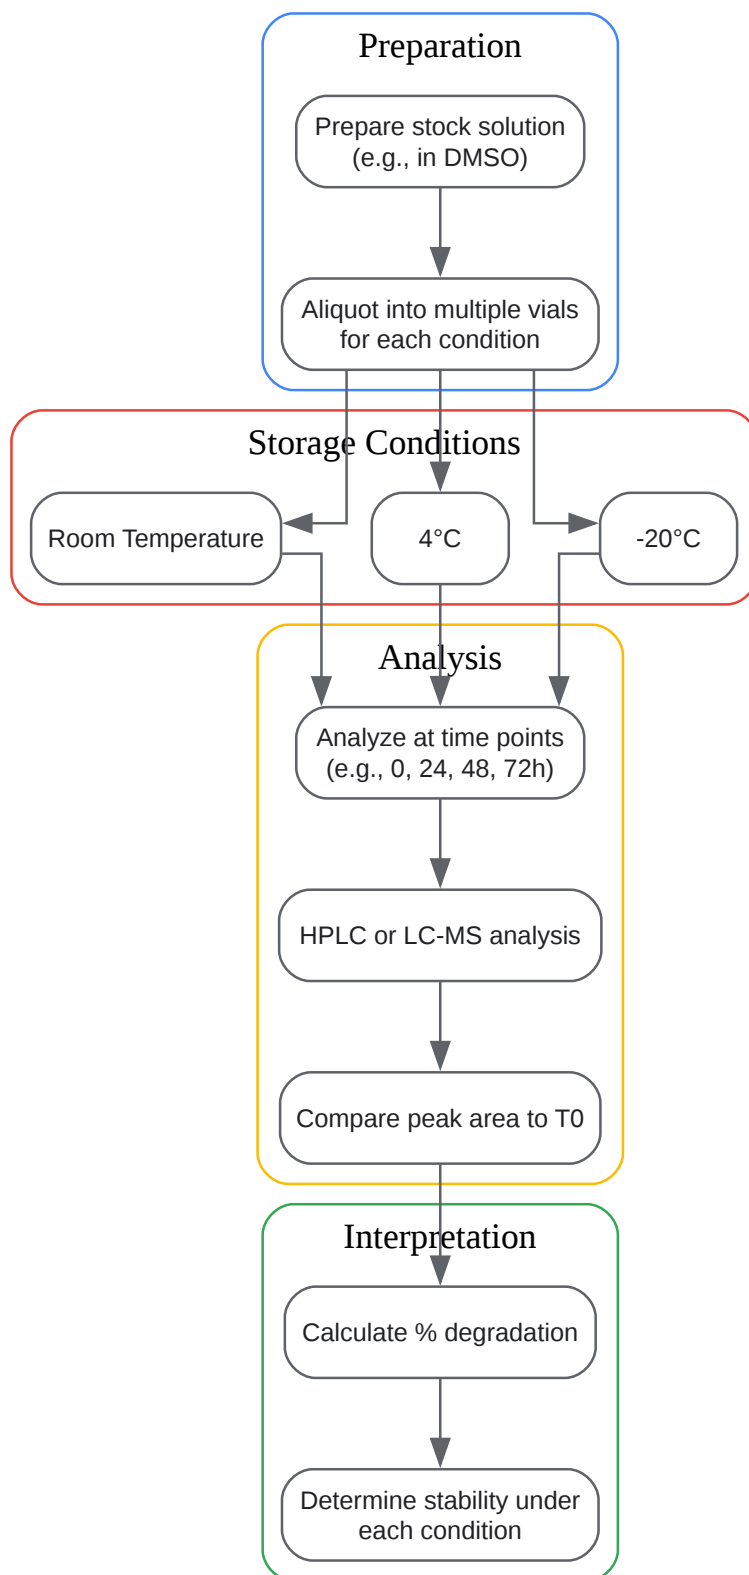 Preparation
Prepare stock solution
(e.g., in DMSO)
Aliquot into multiple vials
for each condition
Storage Conditions
Room Temperature
4°C
-20°C
Analysis
Analyze at time points
(e.g., 0, 24, 48, 72h)
HPLC or LC-MS analysis
Compare peak area to T0
Interpretation
Calculate % degradation
Determine stability under
each condition